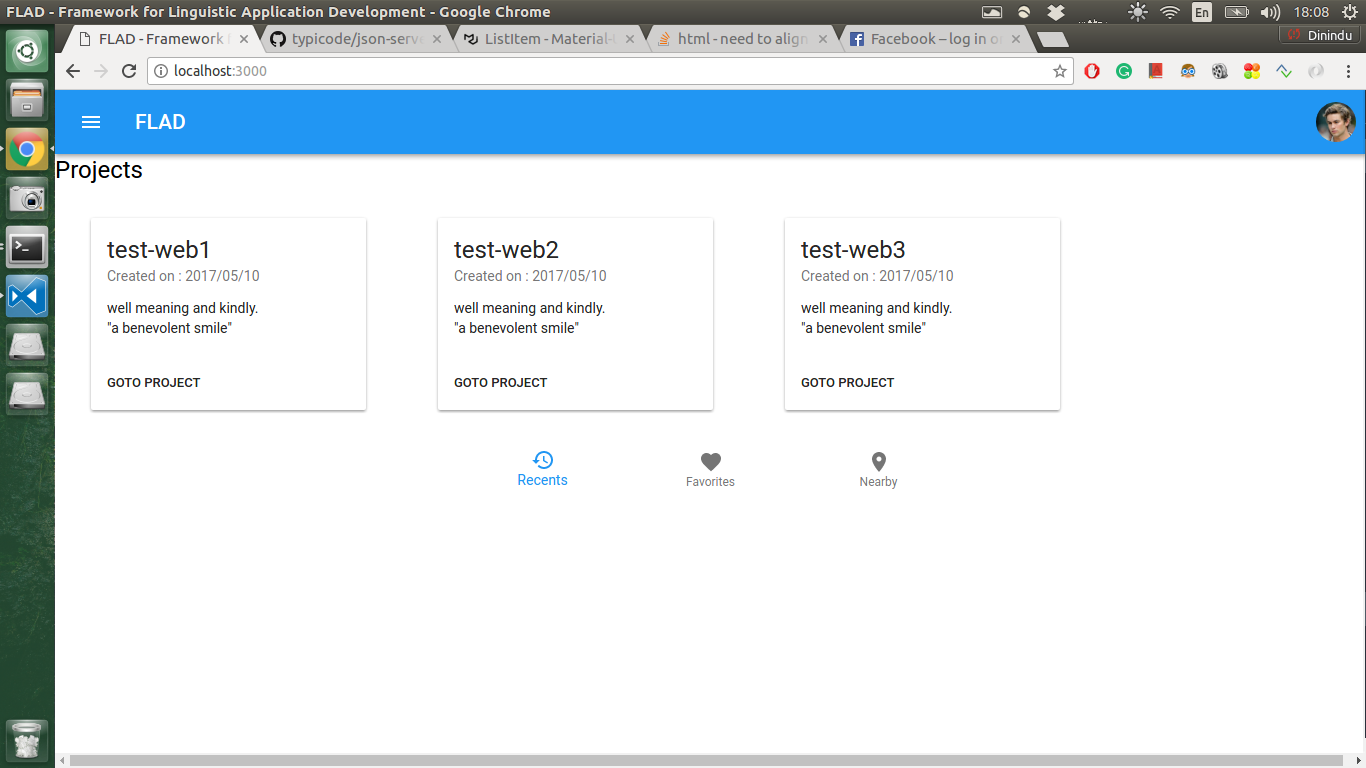 FLAD - Framework for Linguistic Application Development - Google Chrome
En
18:08
FLAD - Framework
typicode/json-serve
ListItem - Material-
html - need to align
Facebook – log in or
Dinindu
localhost:3000
FLAD
Projects
test-web1
Created on : 2017/05/10
well meaning and kindly.
"a benevolent smile"
GOTO PROJECT
test-web2
Created on : 2017/05/10
well meaning and kindly.
"a benevolent smile"
GOTO PROJECT
test-web3
Created on : 2017/05/10
well meaning and kindly.
"a benevolent smile"
GOTO PROJECT
Recents
Favorites
Nearby